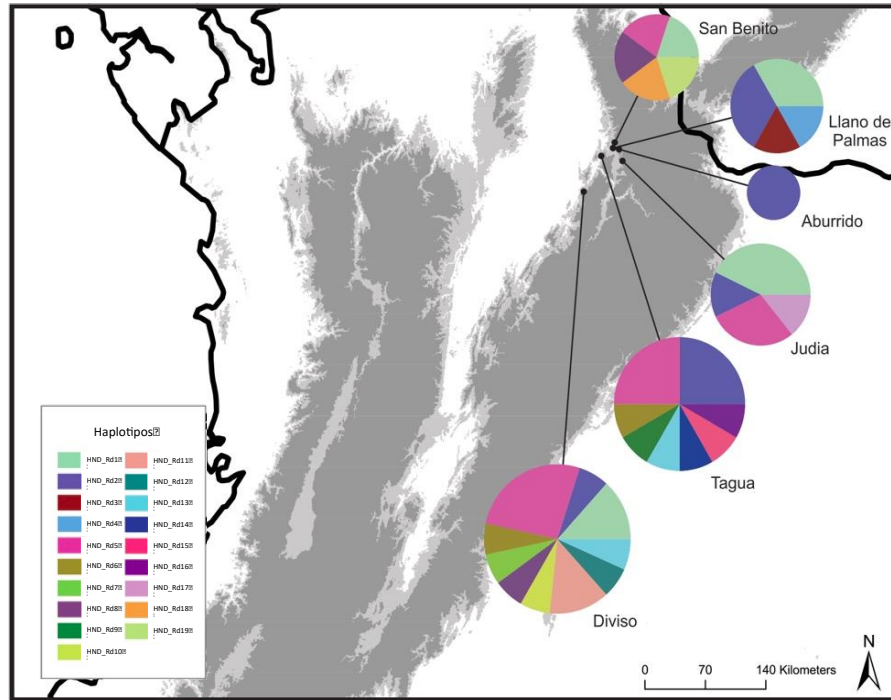 San Benito
Llano de
Palmas
Aburrido
Judia
Tagua
Diviso
Haplotipos⍰
HND_Rd1⍰ HND_Rd11⍰
HND_Rd2⍰ HND_Rd12⍰
HND_Rd3⍰ HND_Rd13⍰
HND_Rd4⍰ HND_Rd14⍰
HND_Rd5⍰ HND_Rd15⍰
HND_Rd6⍰ HND_Rd16⍰
HND_Rd7⍰ HND_Rd17⍰
HND_Rd8⍰ HND_Rd18⍰
HND_Rd9⍰ HND_Rd19⍰
HND_Rd10⍰
N
0 70 140 Kilometers